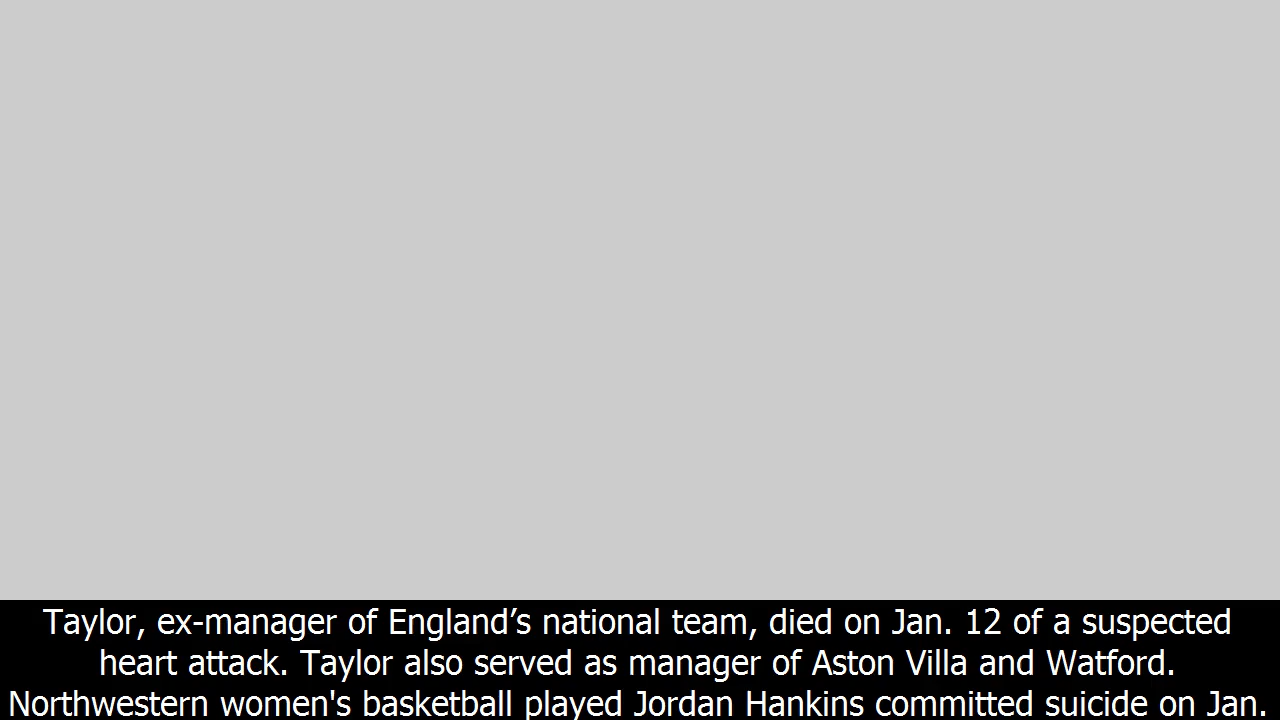 Taylor, ex-manager of England’s national team, died on Jan. 12 of a suspected
heart attack. Taylor also served as manager of Aston Villa and Watford.
Northwestern women's basketball played Jordan Hankins committed suicide on Jan.